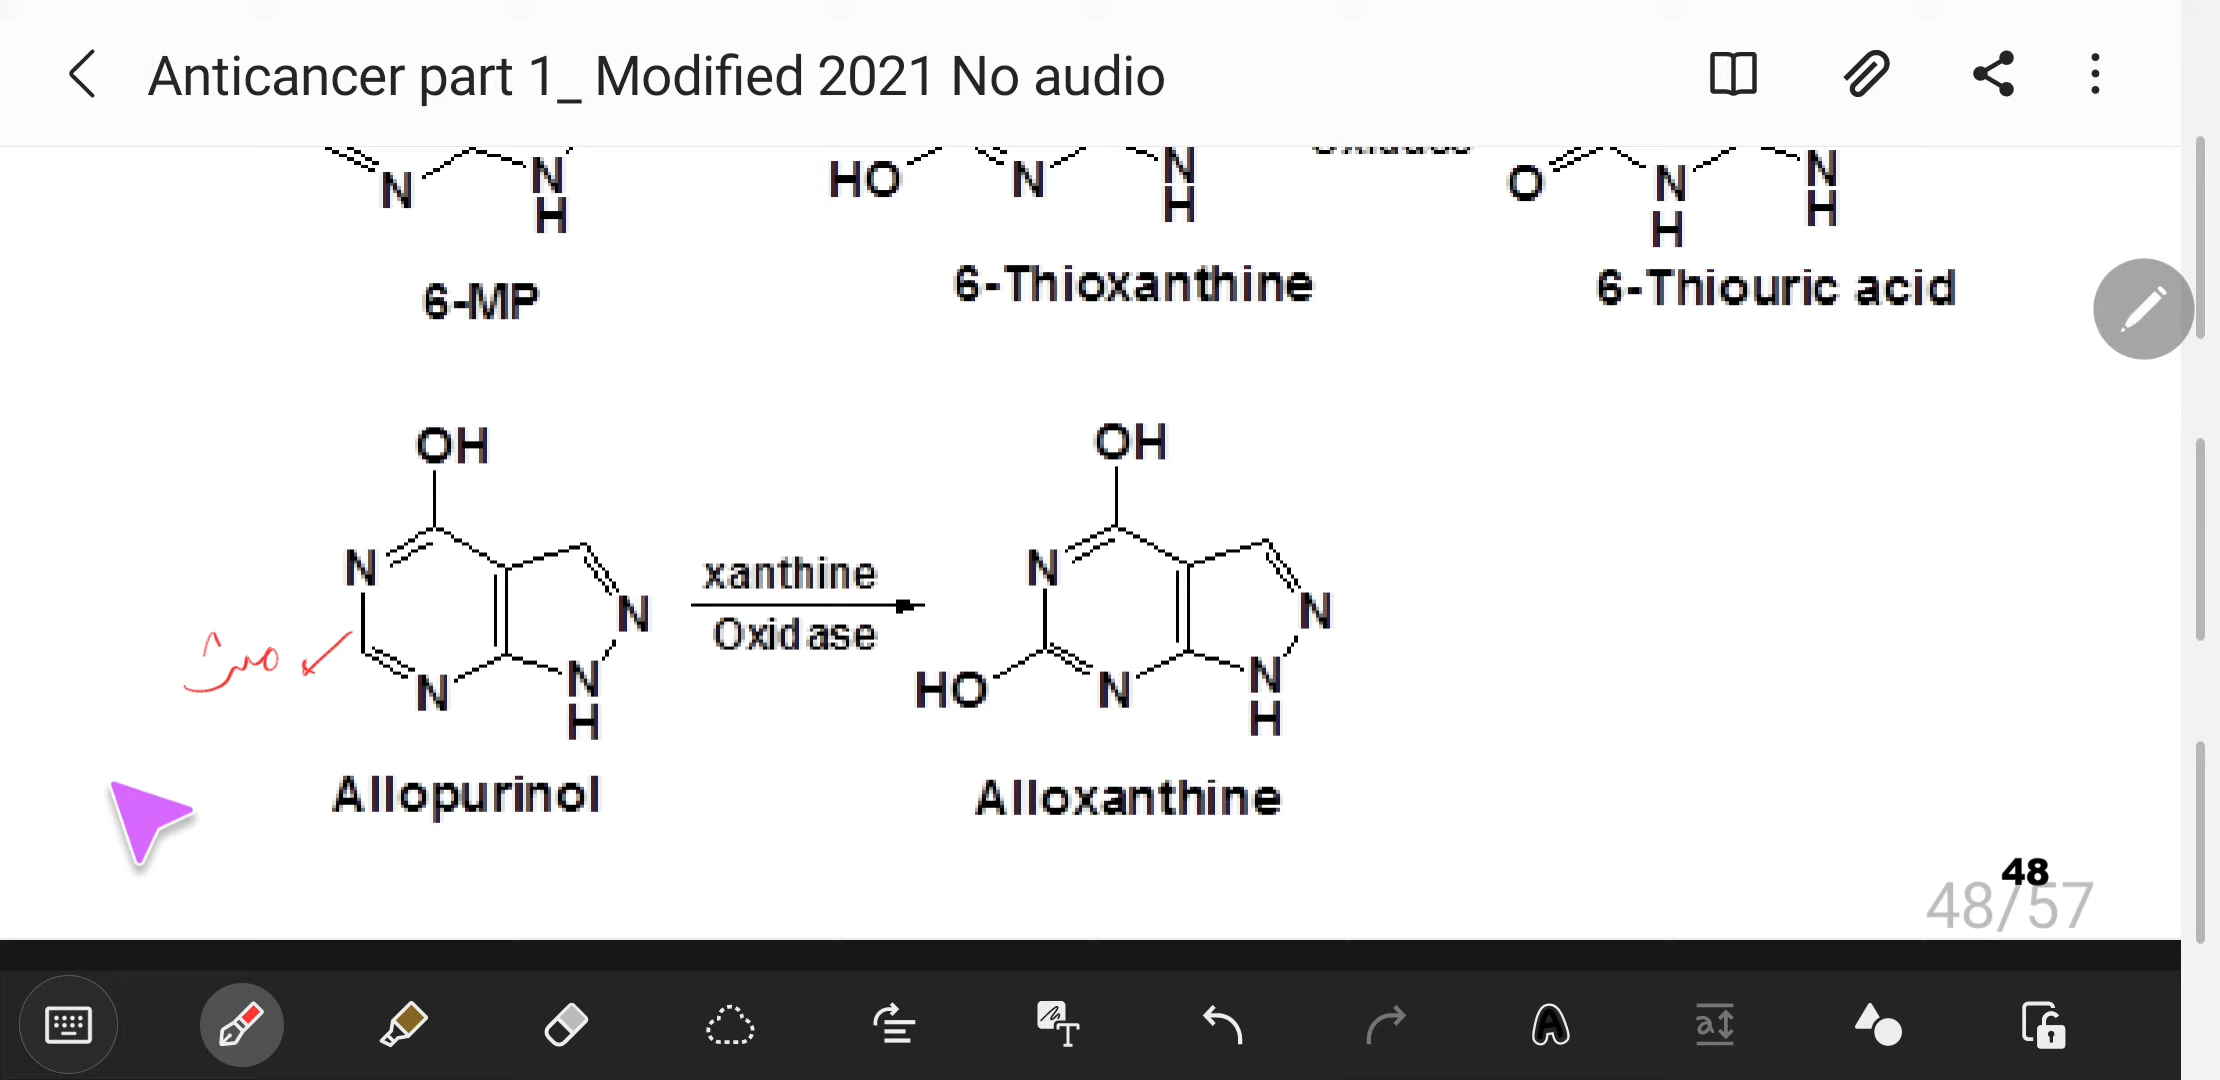 Anticancer part 1_ Modified 2021 No audio
N N H HO N N H O N H N H
6-MP 6-Thioxanthine 6-Thiouric acid
OH OH
N N
xanthine
N N
Oxidase
HO
N N H N N H
Allopurinol Alloxanthine
48
48/57